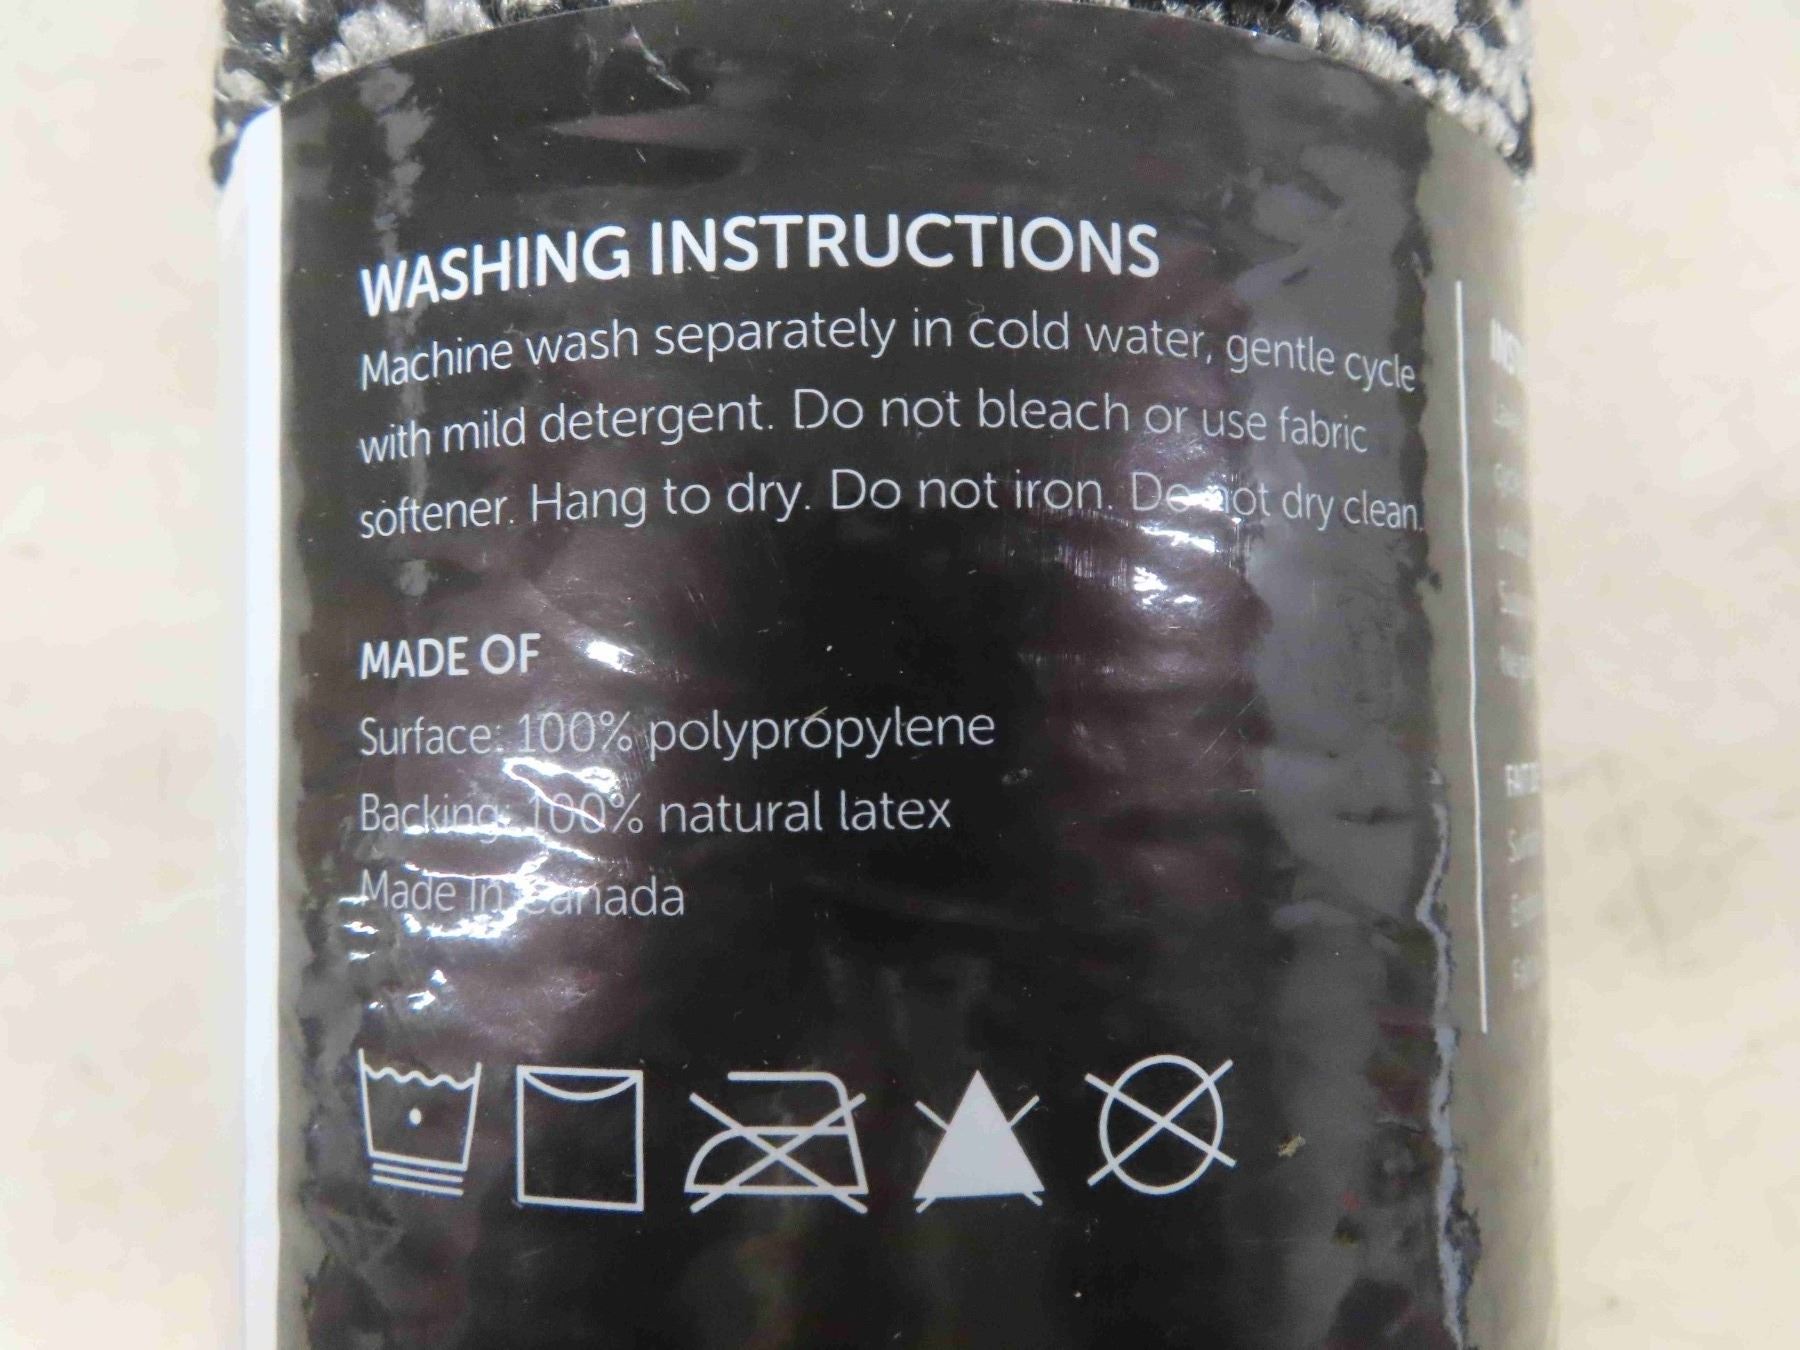 WASHING INSTRUCTIONS
Machine wash separately in cold water, gentle cycle
with mild detergent. Do not bleach or use fabric
softener. Hang to dry. Do not iron. Do not dry clean.
MADE OF
Surface: 100% polypropylene
Backing: 100% natural latex
Made in Canada